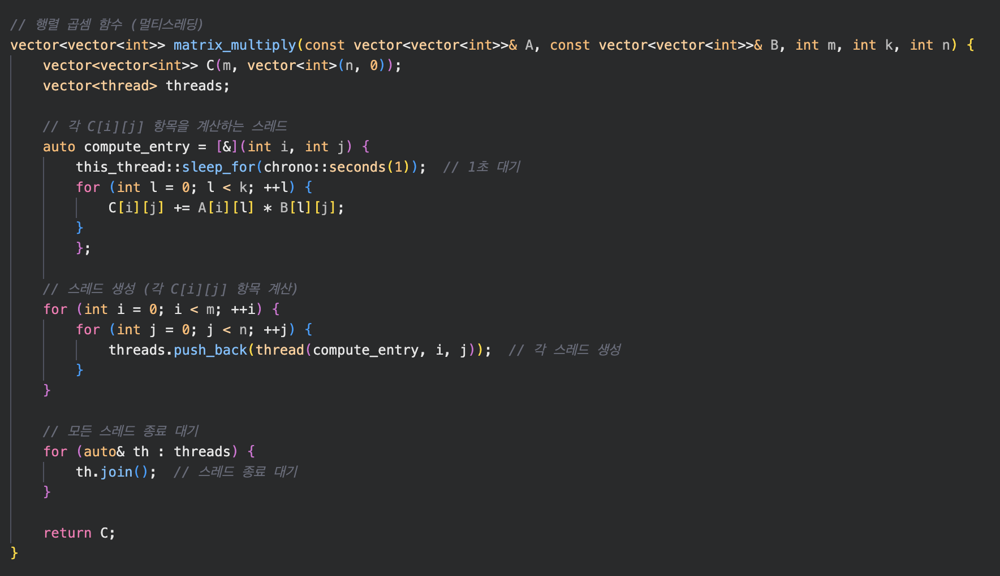 // 행렬 곱셈 함수 (멀티스레딩)
vector<vector<int>> matrix_multiply(const vector<vector<int>>& A, const vector<vector<int>>& B, int m, int k, int n) {
    vector<vector<int>> C(m, vector<int>(n, 0));
    vector<thread> threads;

    // 각 C[i][j] 항목을 계산하는 스레드
    auto compute_entry = [&](int i, int j) {
        this_thread::sleep_for(chrono::seconds(1));  // 1초 대기
        for (int l = 0; l < k; ++l) {
            C[i][j] += A[i][l] * B[l][j];
        }
        };

    // 스레드 생성 (각 C[i][j] 항목 계산)
    for (int i = 0; i < m; ++i) {
        for (int j = 0; j < n; ++j) {
            threads.push_back(thread(compute_entry, i, j));  // 각 스레드 생성
        }
    }

    // 모든 스레드 종료 대기
    for (auto& th : threads) {
        th.join();  // 스레드 종료 대기
    }

    return C;
}